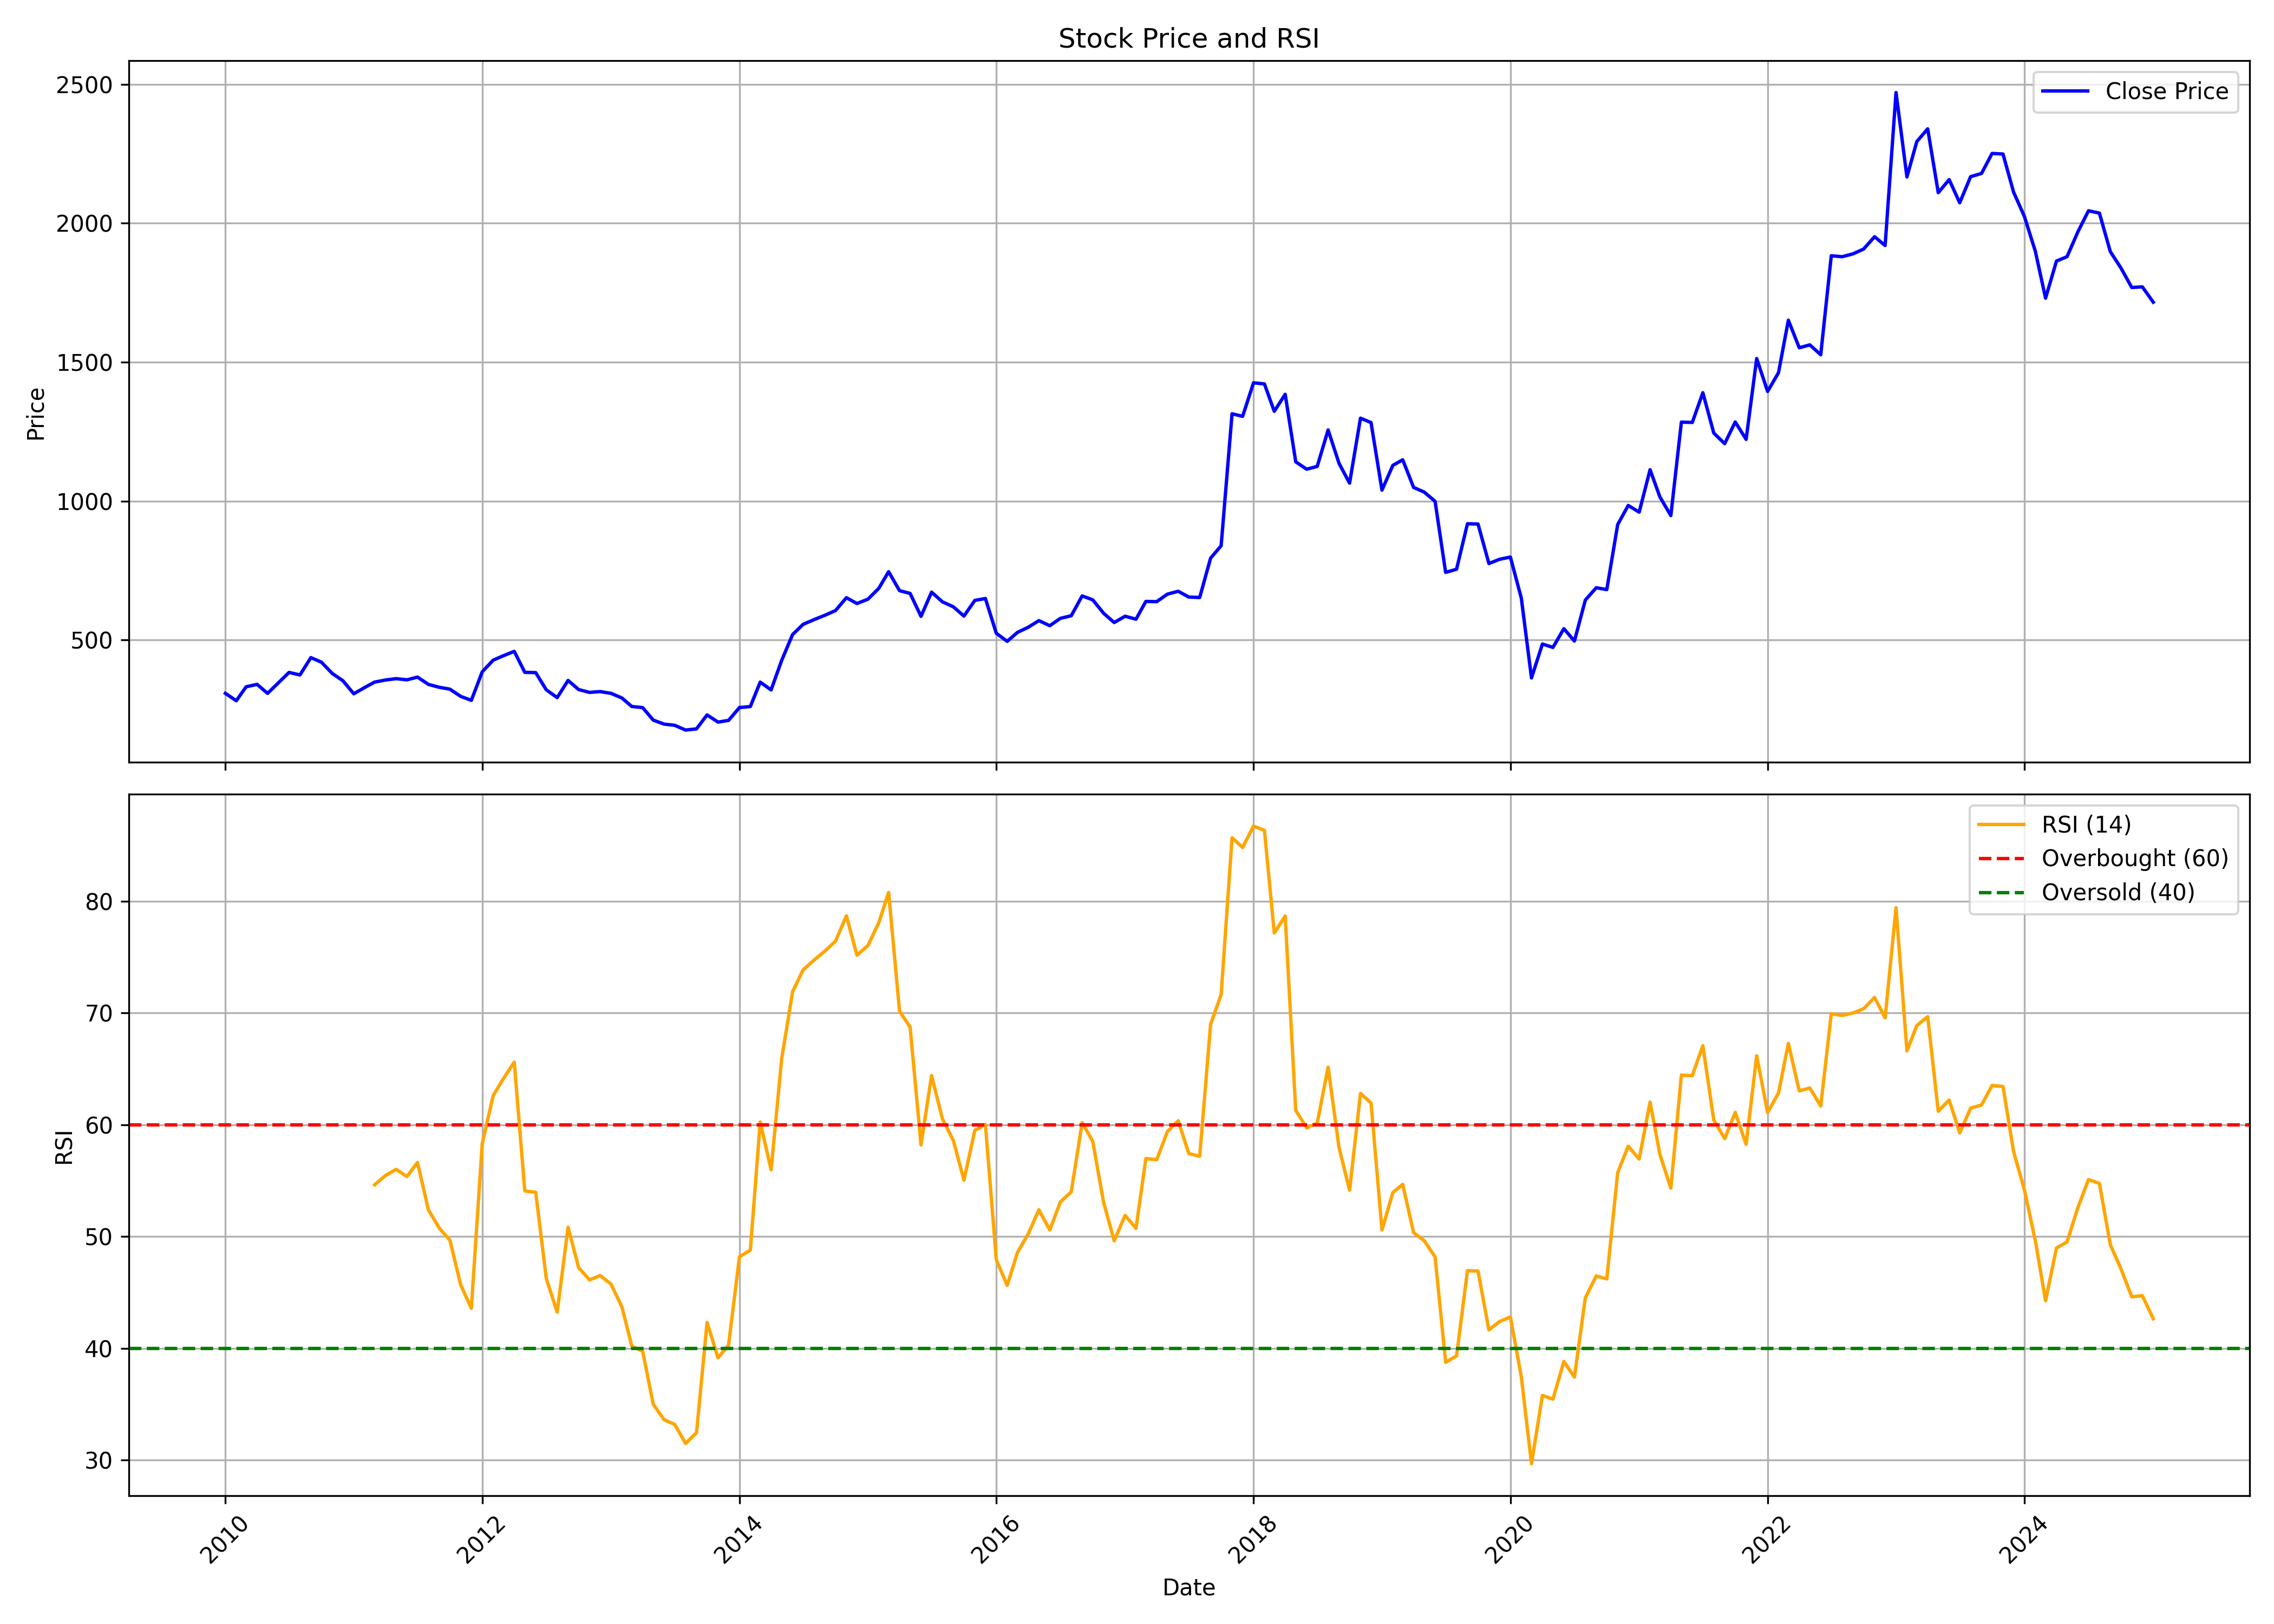 Stock Price and RSI
2500
2000
1500
1000
500
Price
Close Price
80
70
60
50
40
30
RSI
RSI (14)
Overbought (60)
Oversold (40)
2010
2012
2014
2016
2018
2020
2022
2024
Date